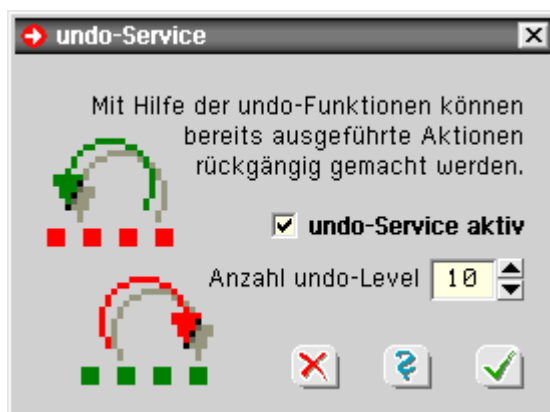 undo-Service
Mit Hilfe der undo-Funktionen können
bereits ausgeführte Aktionen
rückgängig gemacht werden.
undo-Service aktiv
Anzahl undo-Level 10